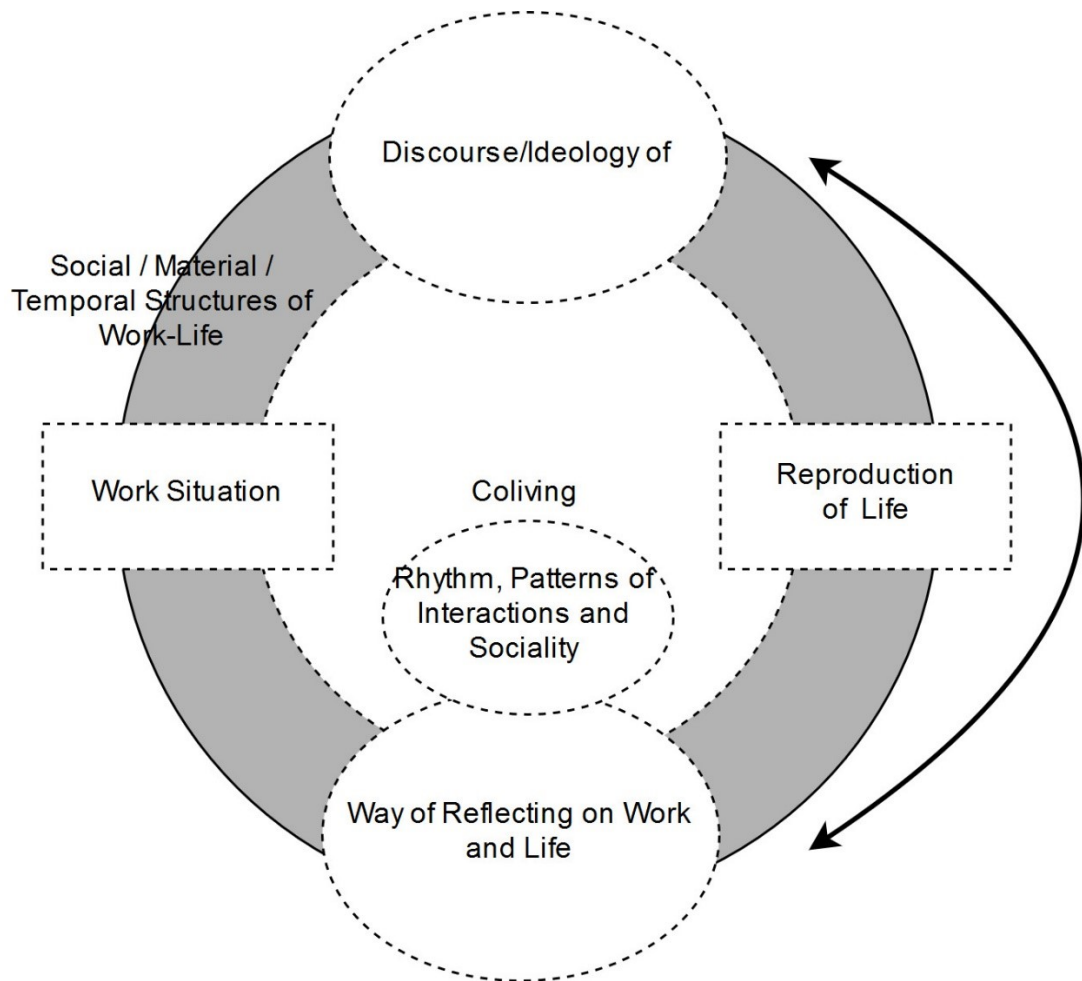 Discourse/Ideology of
Social / Material /
Temporal Structures of
Work-Life
Work Situation
Coliving
Reproduction
of Life
Rhythm, Patterns of
Interactions and
Sociality
Way of Reflecting on Work
and Life